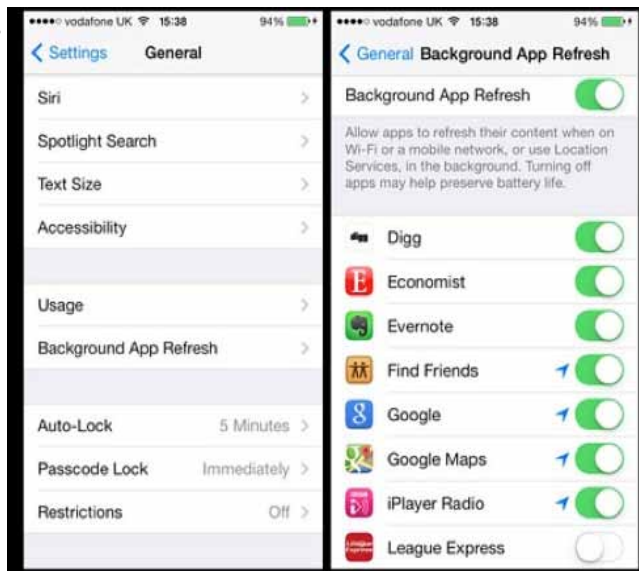 vodafone UK 15:38 94%
Settings General
Siri
Spotlight Search
Text Size
Accessibility
Usage
Background App Refresh
Auto-Lock 5 Minutes
Passcode Lock Immediately
Restrictions Off
vodafone UK 15:38 94%
General Background App Refresh
Background App Refresh
Allow apps to refresh their content when on
Wi-Fi or a mobile network, or use Location
Services, in the background. Turning off
apps may help preserve battery life.
Digg
E Economist
Evernote
Find Friends
8 Google
Google Maps
iPlayer Radio
League Express League Express